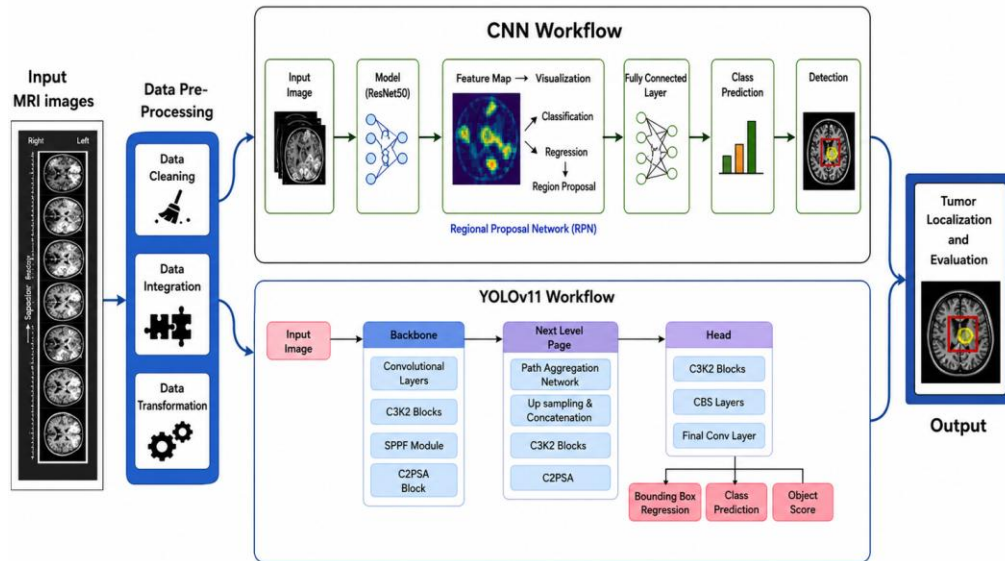 Input
MRI images
Right
Left
Data Pre-
Processing
Data
Cleaning
Data
Integration
Data
Transformation
CNN Workflow
Input
Image
Model
(ResNet50)
Feature Map → Visualization
Classification
Regression
Region Proposal
Fully Connected
Layer
Class
Prediction
Detection
Regional Proposal Network (RPN)
YOLOv11 Workflow
Input
Image
Backbone
Convolutional
Layers
C3K2 Blocks
SPPF Module
C2PSA
Block
Next Level
Page
Path Aggregation
Network
Up sampling &
Concatenation
C3K2 Blocks
C2PSA
Head
C3K2 Blocks
CBS Layers
Final Conv Layer
Bounding Box
Regression
Class
Prediction
Object
Score
Tumor
Localization
and
Evaluation
Output